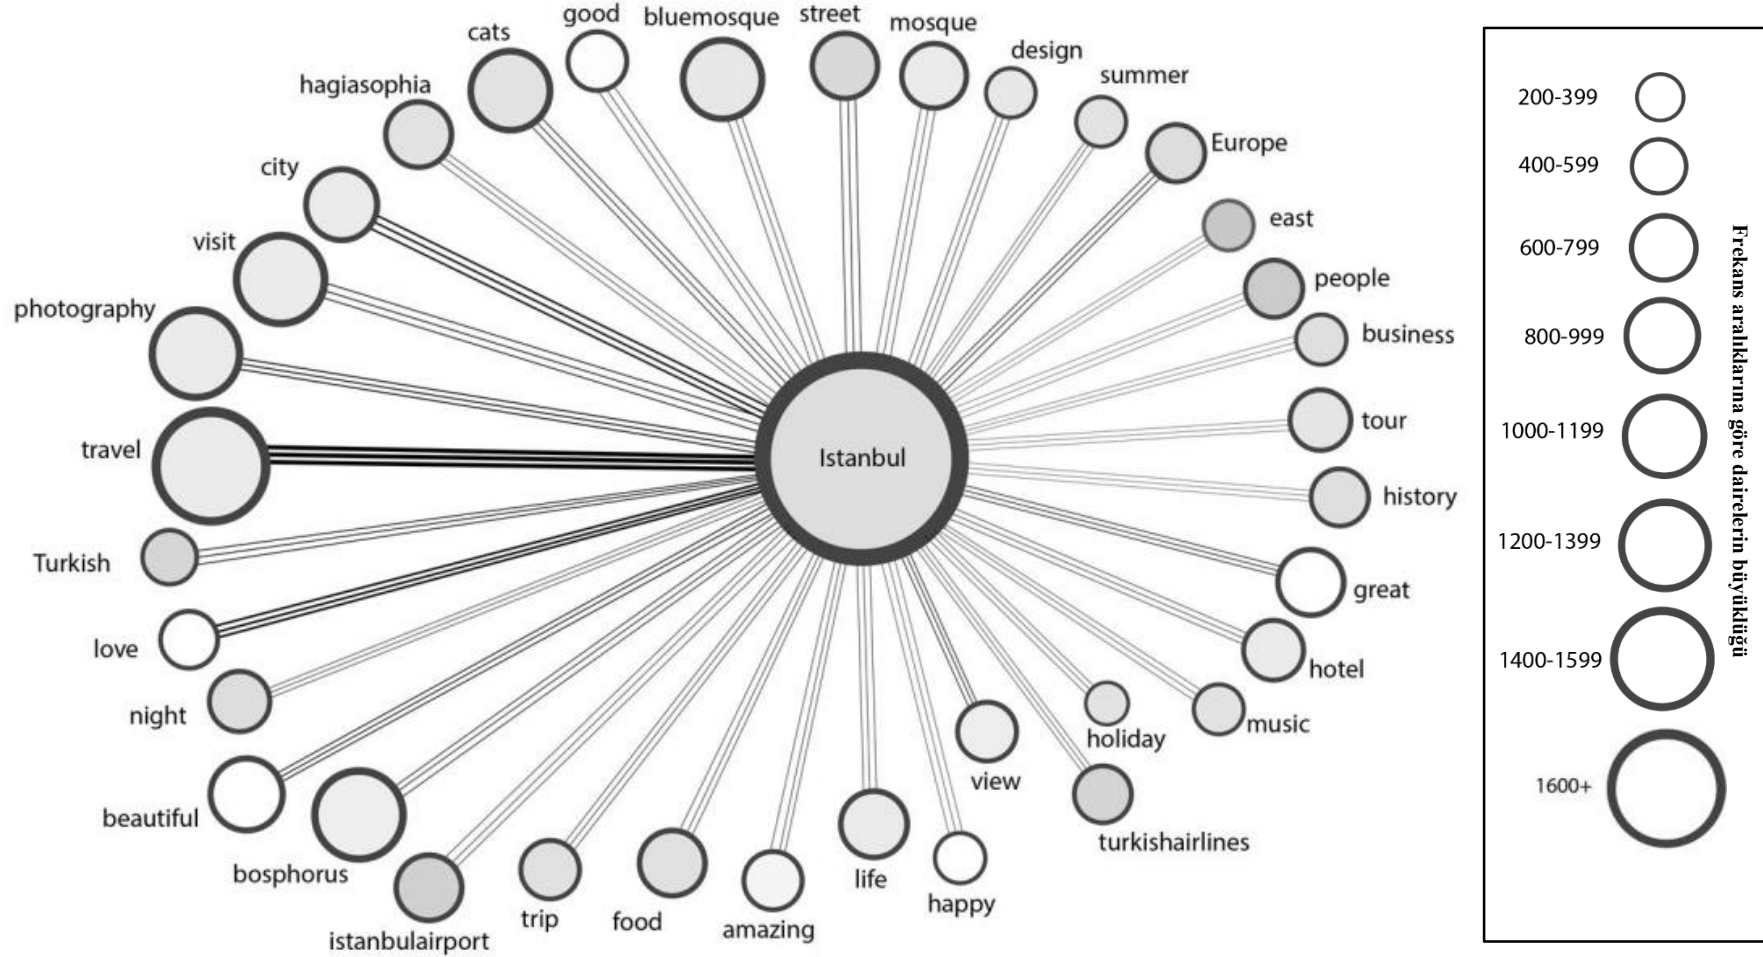 good
bluemosque
street
mosque
cats
design
summer
hagiasophia
Europe
city
east
visit
people
photography
business
travel
Istanbul
tour
history
Turkish
great
love
hotel
night
music
holiday
view
beautiful
turkishairlines
bosphorus
life
happy
trip
food
amazing
istanbulairport
200-399
400-599
600-799
800-999
1000-1199
1200-1399
1400-1599
1600+
Frekans aralıklarına göre dairelerin büyüklüğü